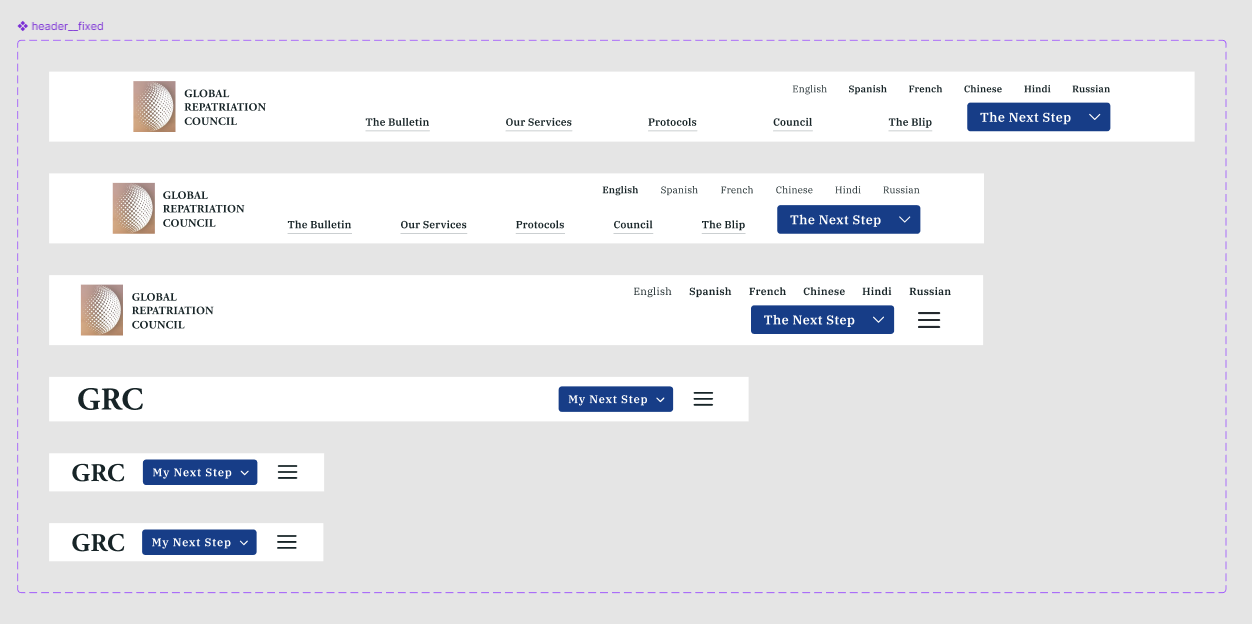 header__fixed
GLOBAL
REPATRIATION
COUNCIL
English Spanish French Chinese Hindi Russian
The Bulletin Our Services Protocols Council The Blip The Next Step
GLOBAL
REPATRIATION
COUNCIL
English Spanish French Chinese Hindi Russian
The Bulletin Our Services Protocols Council The Blip The Next Step
GLOBAL
REPATRIATION
COUNCIL
English Spanish French Chinese Hindi Russian
The Next Step
GRC My Next Step
GRC My Next Step
GRC My Next Step